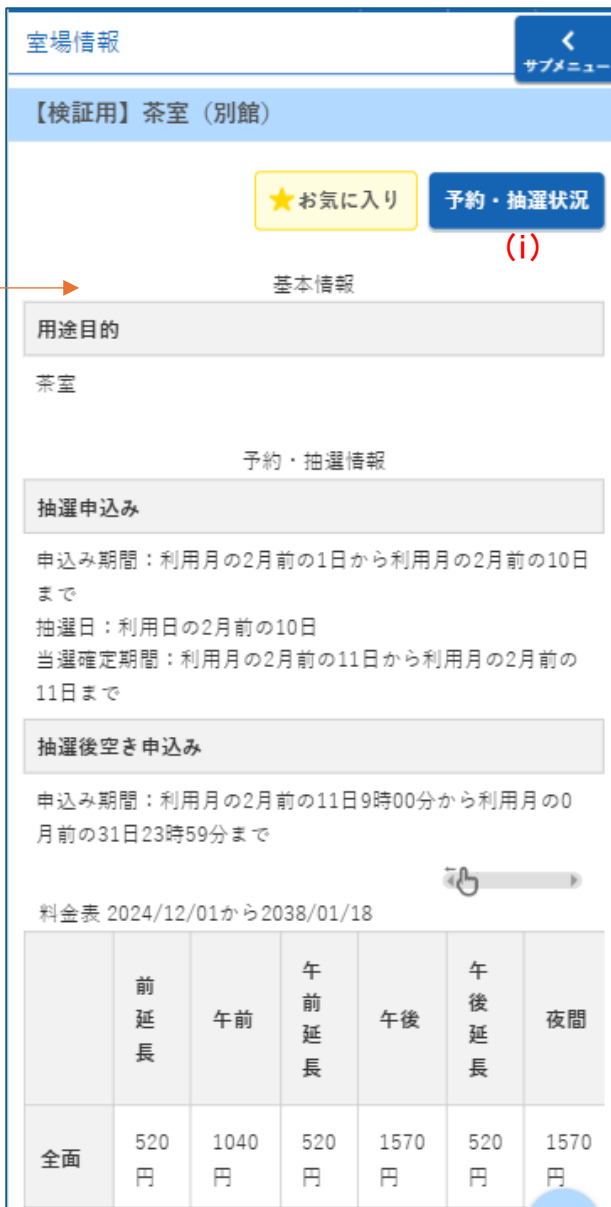 室場情報
サブメニュー
【検証用】茶室（別館）
お気に入り
予約・抽選状況
(i)
基本情報
用途目的
茶室
予約・抽選情報
抽選申込み
申込み期間：利用月の2月前の1日から利用月の2月前の10日
まで
抽選日：利用日の2月前の10日
当選確定期間：利用月の2月前の11日から利用月の2月前の
11日まで
抽選後空き申込み
申込み期間：利用月の2月前の11日9時00分から利用月の0
月前の31日23時59分まで
料金表 2024/12/01から2038/01/18
前延長 午前 午前延長 午後 午後延長 夜間
全面 520円 1040円 520円 1570円 520円 1570円